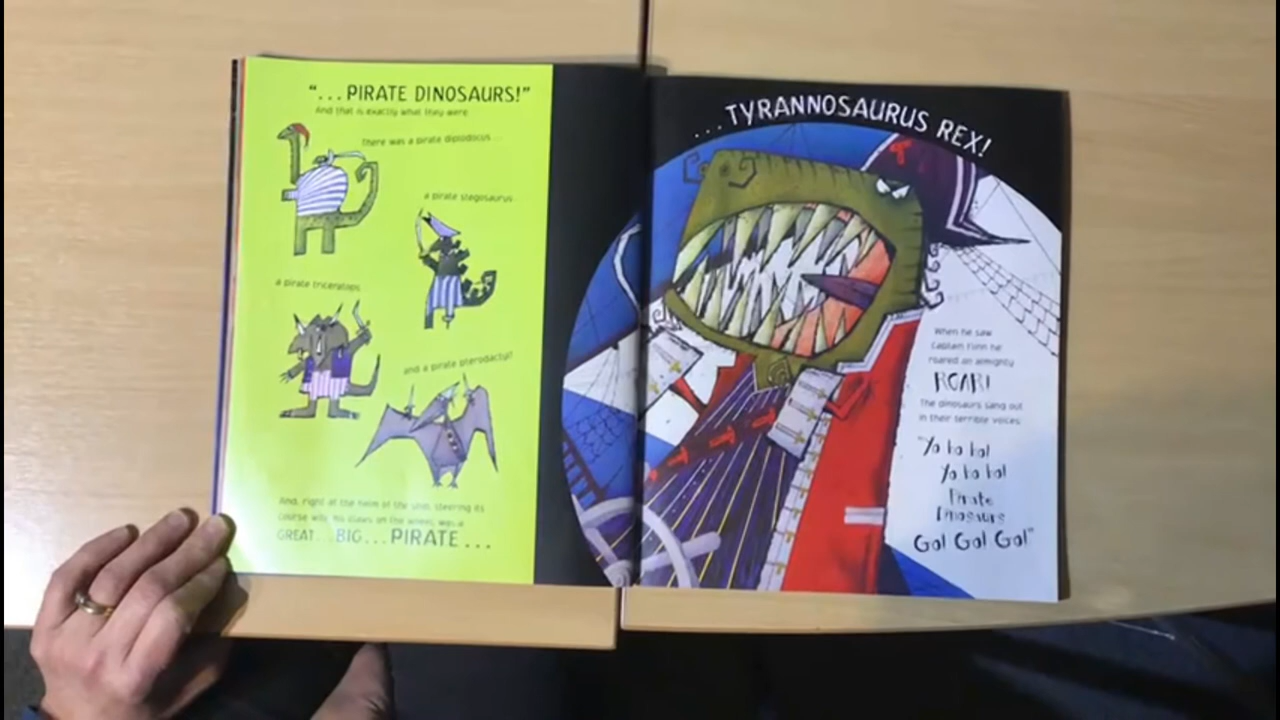 "...PIRATE DINOSAURS!"
And that is exactly what they were.
There was a pirate diplodocus...
a pirate stegosaurus...
a pirate triceratops
and a pirate pterodactyl!
And, right at the helm of the ship, steering its
course with his claws on the wheel, was a
GREAT...BIG...PIRATE...
...TYRANNOSAURUS REX!
When he saw
Captain Flinn he
roared an almighty
ROAR!
The dinosaurs sang out
in their terrible voices:
"Yo ho ho!
Yo ho ho!
Pirate
Dinosaurs
Go! Go! Go!"